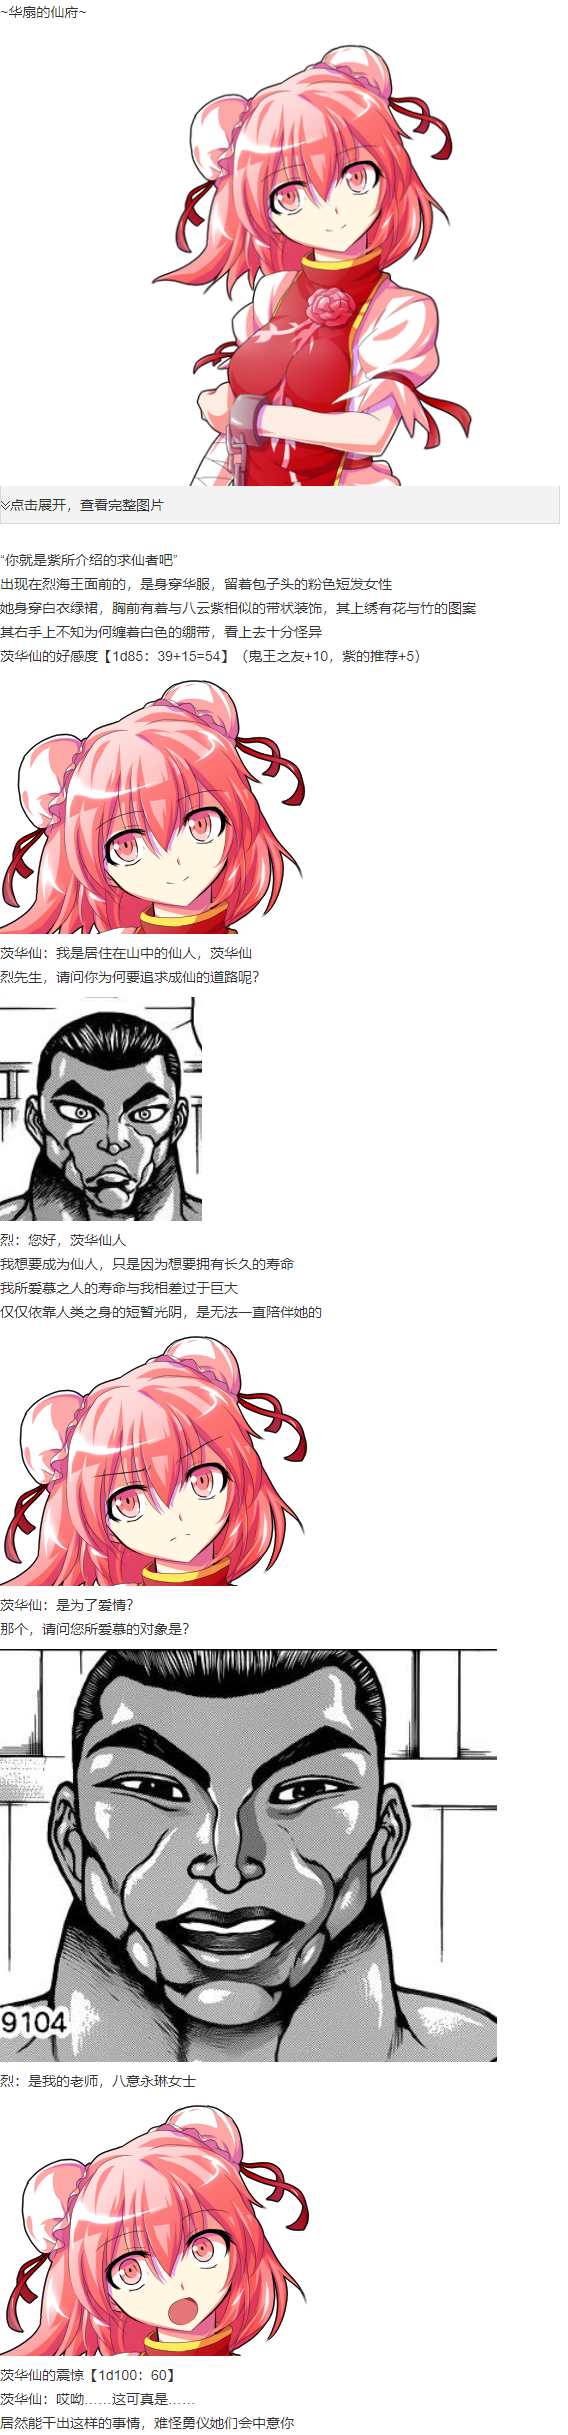 ~华扇的仙府~
点击展开，查看完整图片
“你就是紫所介绍的求仙者吧”
出现在烈海王面前的，是身穿华服，留着包子头的粉色短发女性
她身穿白衣绿裙，胸前有着与八云紫相似的带状装饰，其上绣有花与竹的图案
其右手上不知为何缠着白色的绷带，看上去十分怪异
茨华仙的好感度【1d85：39+15=54】（鬼王之友+10，紫的推荐+5）
茨华仙：我是居住在山中的仙人，茨华仙
烈先生，请问你为何要追求成仙的道路呢？
烈：您好，茨华仙人
我想要成为仙人，只是因为想要拥有长久的寿命
我所爱慕之人的寿命与我相差过于巨大
仅仅依靠人类之身的短暂光阴，是无法一直陪伴她的
茨华仙：是为了爱情？
那个，请问您所爱慕的对象是？
9104
烈：是我的老师，八意永琳女士
茨华仙的震惊【1d100：60】
茨华仙：哎呦……这可真是……
居然能干出这样的事情，难怪勇仪她们会中意你